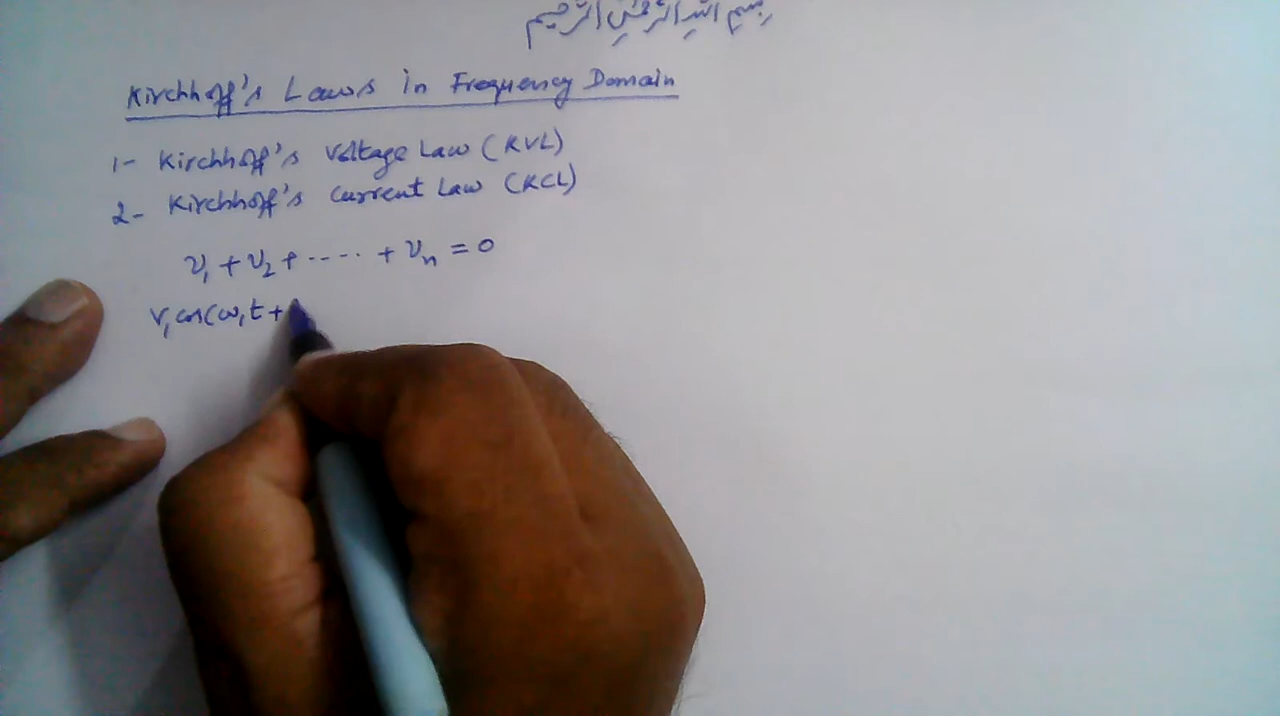 بسم الله الرحمن الرحيم
Kirchhoff's Laws in Frequency Domain
1- Kirchhoff's Voltage Law (KVL)
2- Kirchhoff's Current Law (KCL)
v₁ + v₂ + ····· + vₙ = 0
V₁ cos(ω₁t +